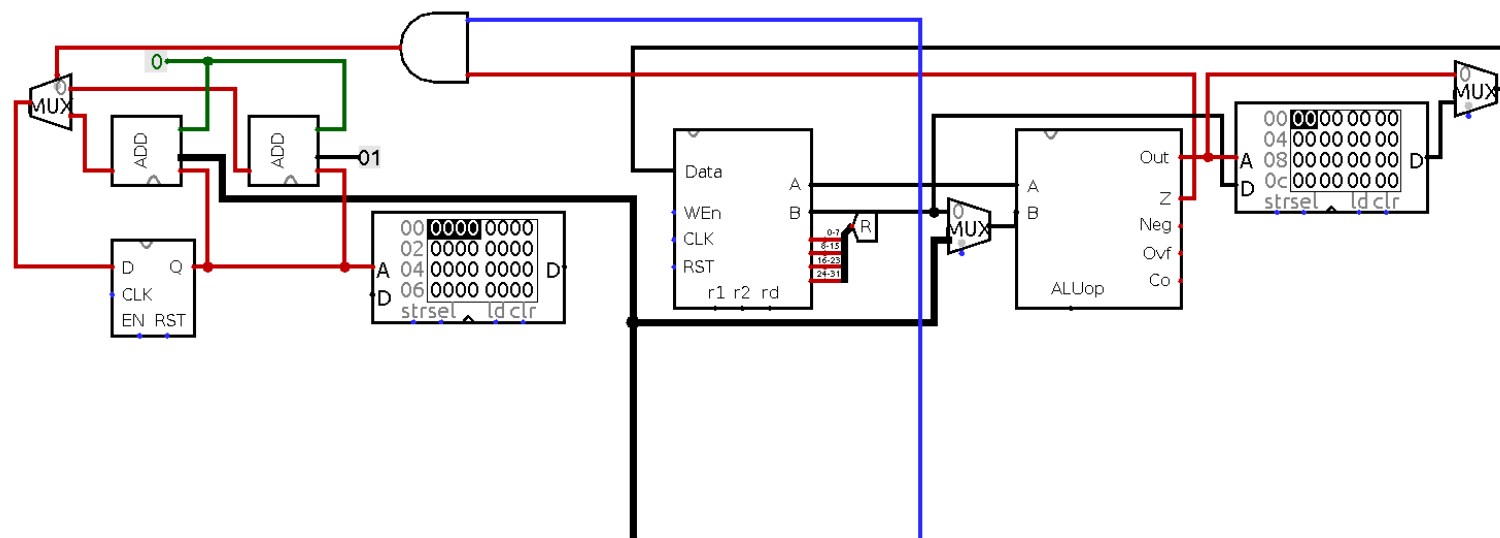 0
0
MUX
ADD
ADD
01
D Q
CLK
EN RST
00 0000 0000
02 0000 0000
04 0000 0000
06 0000 0000
A
D
D
str sel ld clr
Data
WEn
CLK
RST
A
B
0-7
8-15
16-23
24-31
r1 r2 rd
R
0
MUX
A
B
Out
Z
Neg
Ovf
Co
ALUop
00 00 00 00 00
04 00 00 00 00
08 00 00 00 00
0c 00 00 00 00
A
D
D
str sel ld clr
0
MUX